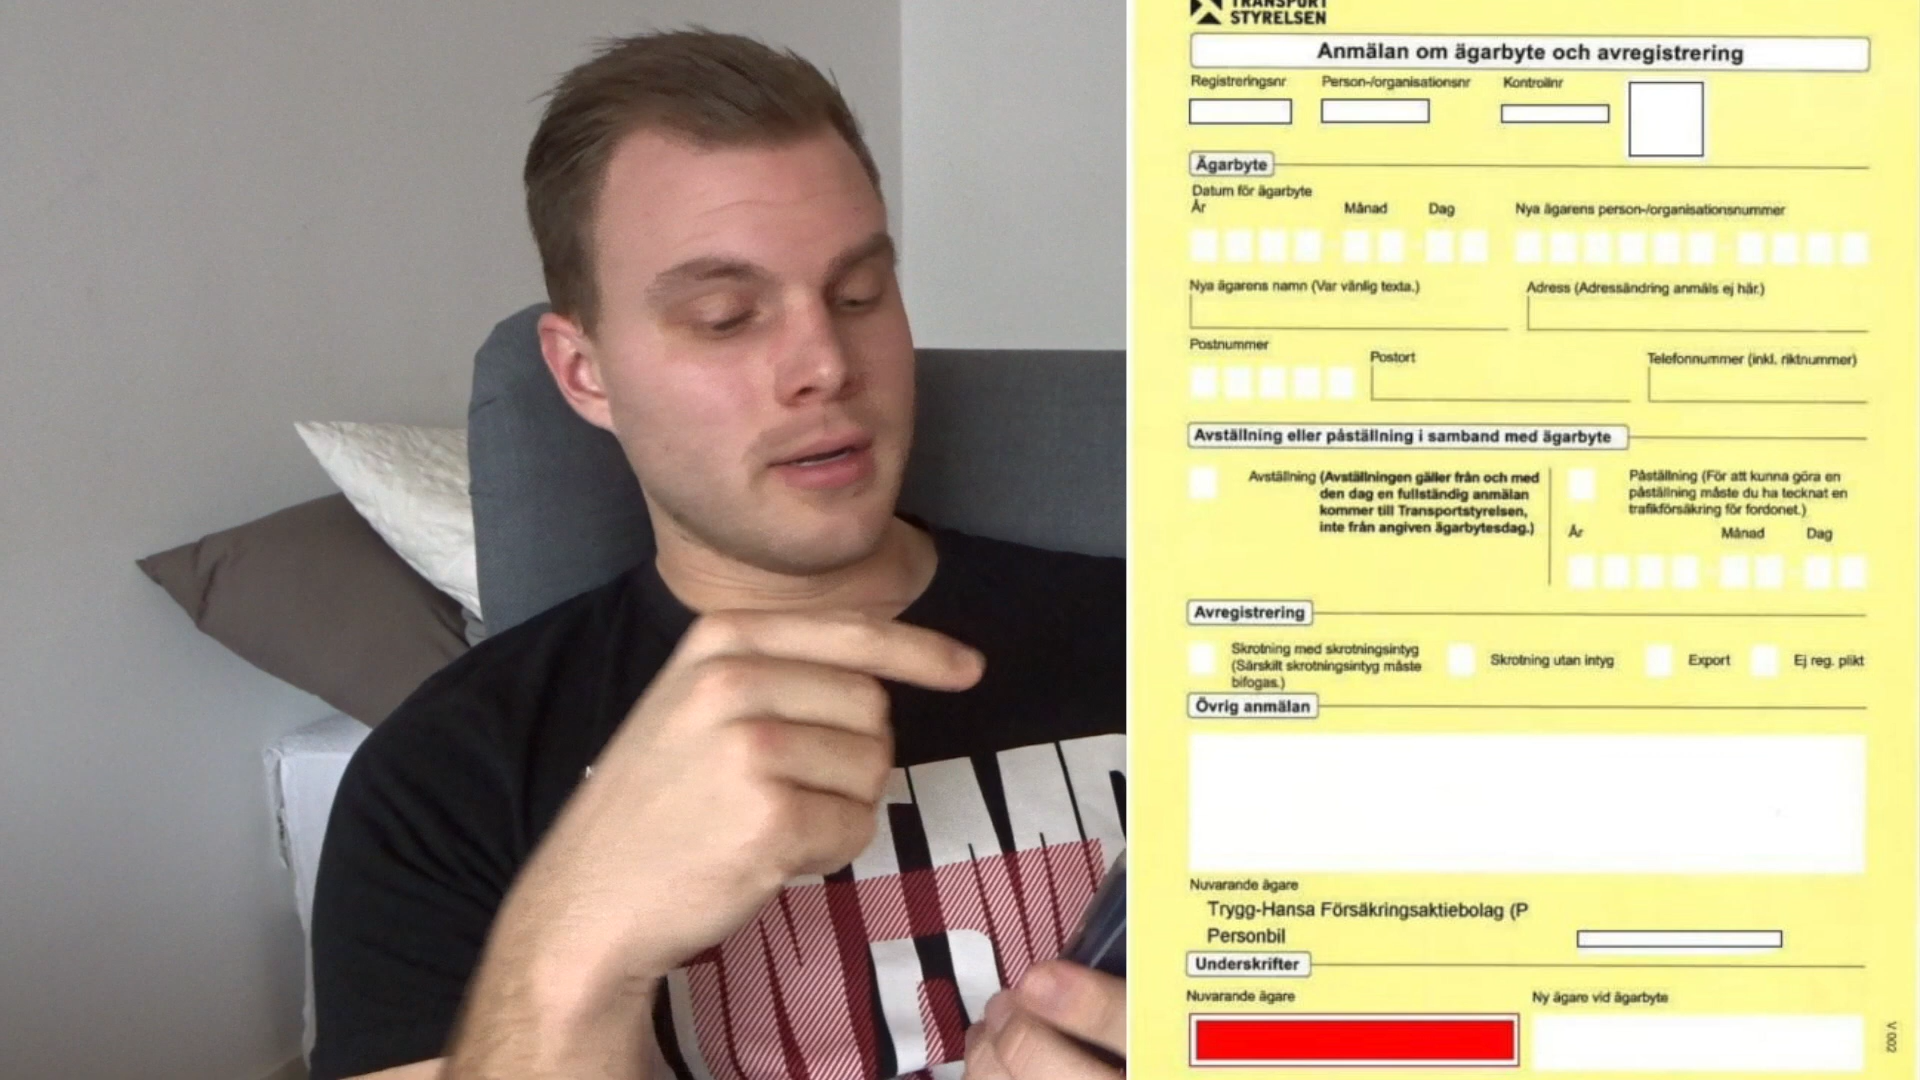 TRANSPORT
STYRELSEN
Anmälan om ägarbyte och avregistrering
Registreringsnr Person-/organisationsnr Kontrollnr
Ägarbyte
Datum för ägarbyte
År Månad Dag Nya ägarens person-/organisationsnummer
Nya ägarens namn (Var vänlig texta.) Adress (Adressändring anmäls ej här.)
Postnummer Postort Telefonnummer (inkl. riktnummer)
Avställning eller påställning i samband med ägarbyte
Avställning (Avställningen gäller från och med
den dag en fullständig anmälan
kommer till Transportstyrelsen,
inte från angiven ägarbytesdag.)
Påställning (För att kunna göra en
påställning måste du ha tecknat en
trafikförsäkring för fordonet.)
År Månad Dag
Avregistrering
Skrotning med skrotningsintyg
(Särskilt skrotningsintyg måste
bifogas.)
Skrotning utan intyg Export Ej reg. plikt
Övrig anmälan
Nuvarande ägare
Trygg-Hansa Försäkringsaktiebolag (P
Personbil
Underskrifter
Nuvarande ägare Ny ägare vid ägarbyte
V 002